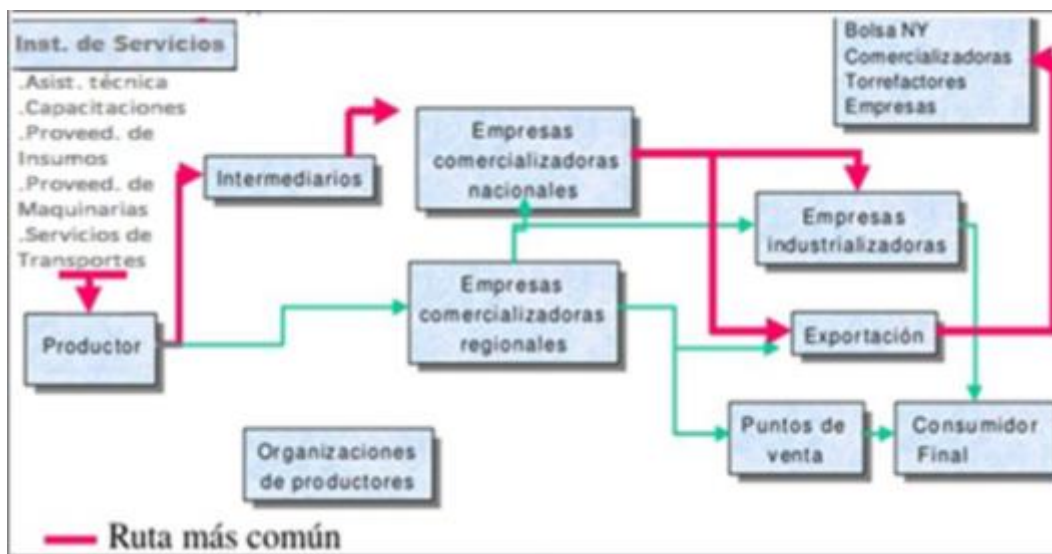 Inst. de Servicios
.Asist. técnica
.Capacitaciones
.Proveed. de
Insumos
.Proveed. de
Maquinarias
.Servicios de
Transportes
Productor
Intermediarios
Empresas
comercializadoras
nacionales
Empresas
comercializadoras
regionales
Organizaciones
de productores
Bolsa NY
Comercializadoras
Torrefactores
Empresas
Empresas
industrializadoras
Exportación
Puntos de
venta
Consumidor
Final
Ruta más común